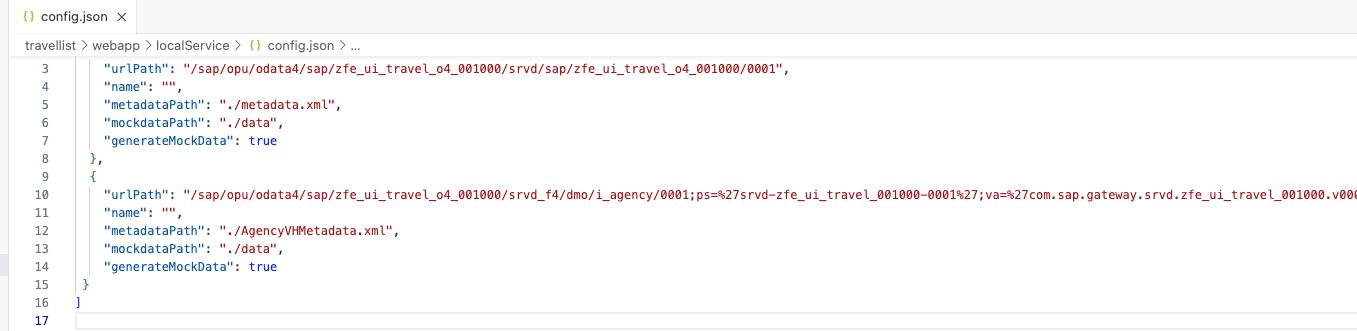 {} config.json ×
travellist > webapp > localService > {} config.json > ...
3 "urlPath": "/sap/opu/odata4/sap/zfe_ui_travel_o4_001000/srvd/sap/zfe_ui_travel_o4_001000/0001",
4 "name": "",
5 "metadataPath": "./metadata.xml",
6 "mockdataPath": "./data",
7 "generateMockData": true
8 },
9 {
10 "urlPath": "/sap/opu/odata4/sap/zfe_ui_travel_o4_001000/srvd_f4/dmo/i_agency/0001;ps=%27srvd-zfe_ui_travel_001000-0001%27;va=%27com.sap.gateway.srvd.zfe_ui_travel_001000.v000
11 "name": "",
12 "metadataPath": "./AgencyVHMetadata.xml",
13 "mockdataPath": "./data",
14 "generateMockData": true
15 }
16 ]
17